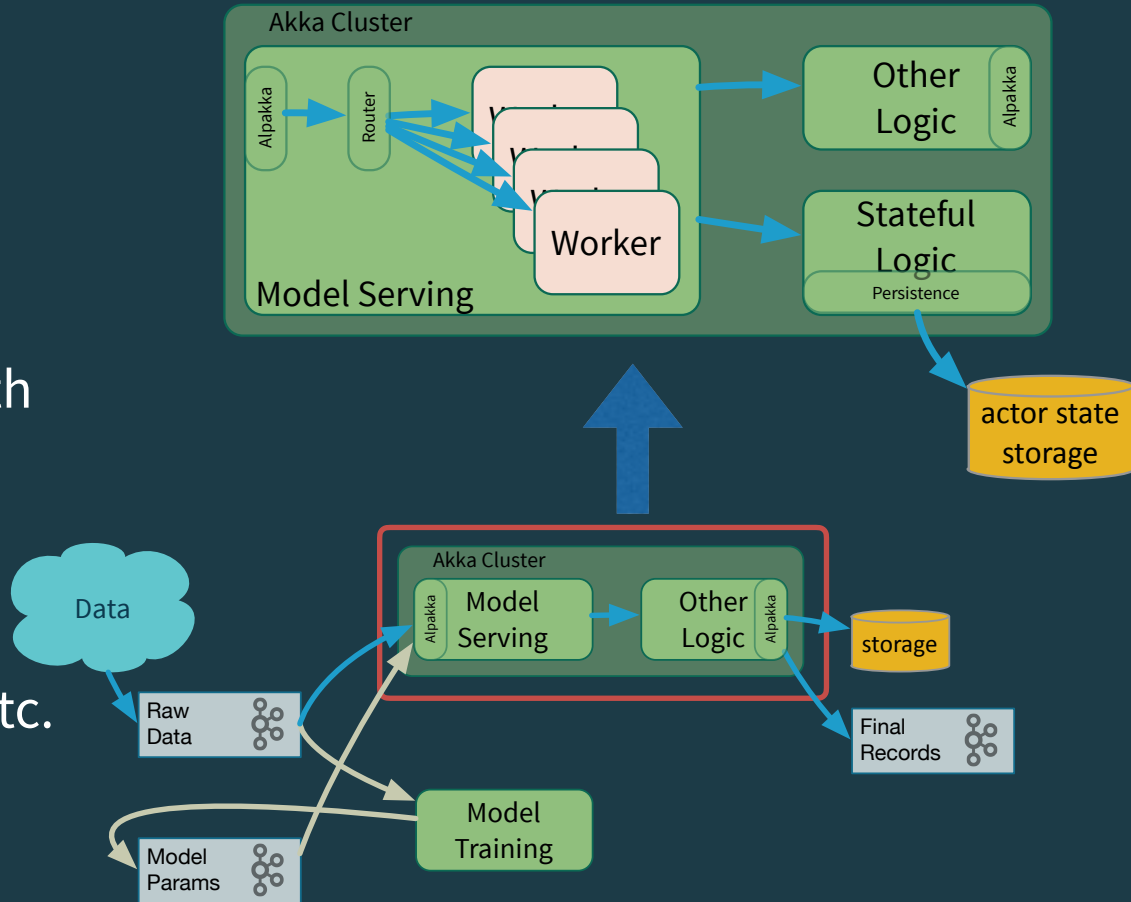 Akka Cluster
Alpakka
Router
Worker
Model Serving
Other
Logic
Alpakka
Stateful
Logic
Persistence
actor state
storage
th
Akka Cluster
Alpakka
Model
Serving
Other
Logic
Alpakka
storage
Data
tc.
Raw
Data
Final
Records
Model
Training
Model
Params